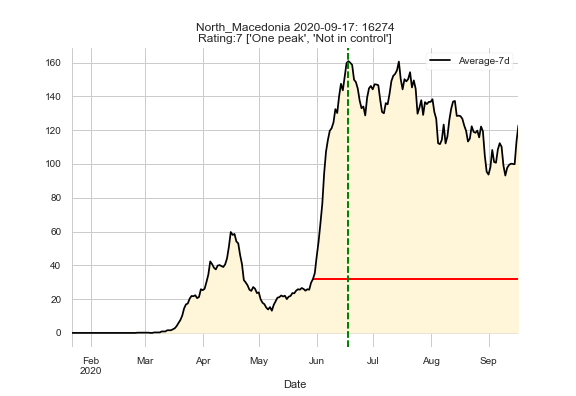 North_Macedonia 2020-09-17: 16274
Rating:7 ['One peak', 'Not in control']
Average-7d
160
140
120
100
80
60
40
20
0
Feb Mar Apr May Jun Jul Aug Sep
2020
Date